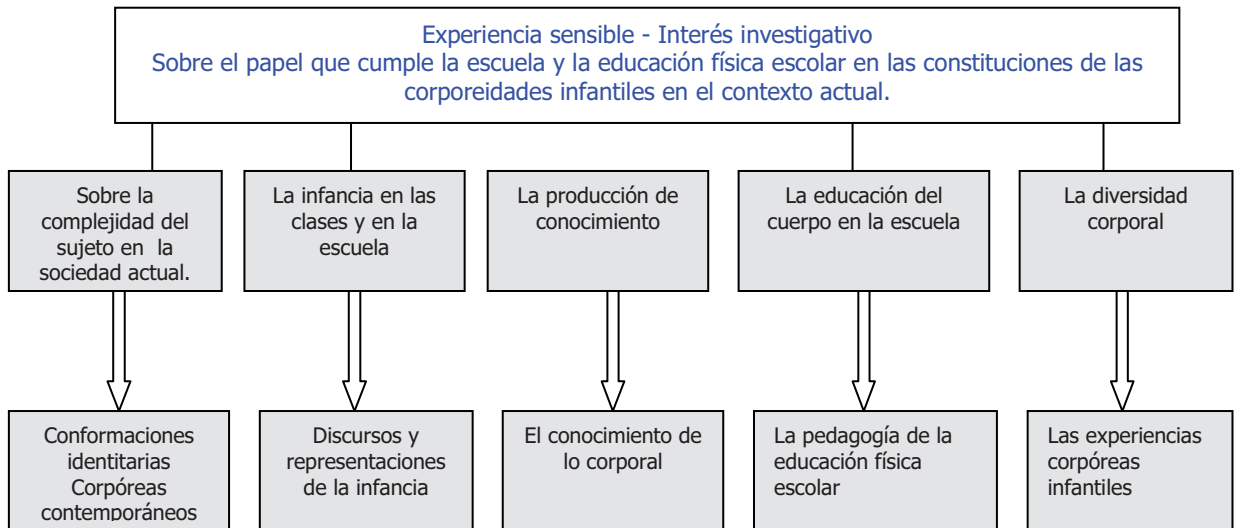 Experiencia sensible - Interés investigativo
Sobre el papel que cumple la escuela y la educación física escolar en las constituciones de las
corporeidades infantiles en el contexto actual.
Sobre la
complejidad del
sujeto en la
sociedad actual.
La infancia en las
clases y en la
escuela
La producción de
conocimiento
La educación del
cuerpo en la escuela
La diversidad
corporal
Conformaciones
identitarias
Corpóreas
contemporáneos
Discursos y
representaciones
de la infancia
El conocimiento de
lo corporal
La pedagogía de la
educación física
escolar
Las experiencias
corpóreas
infantiles